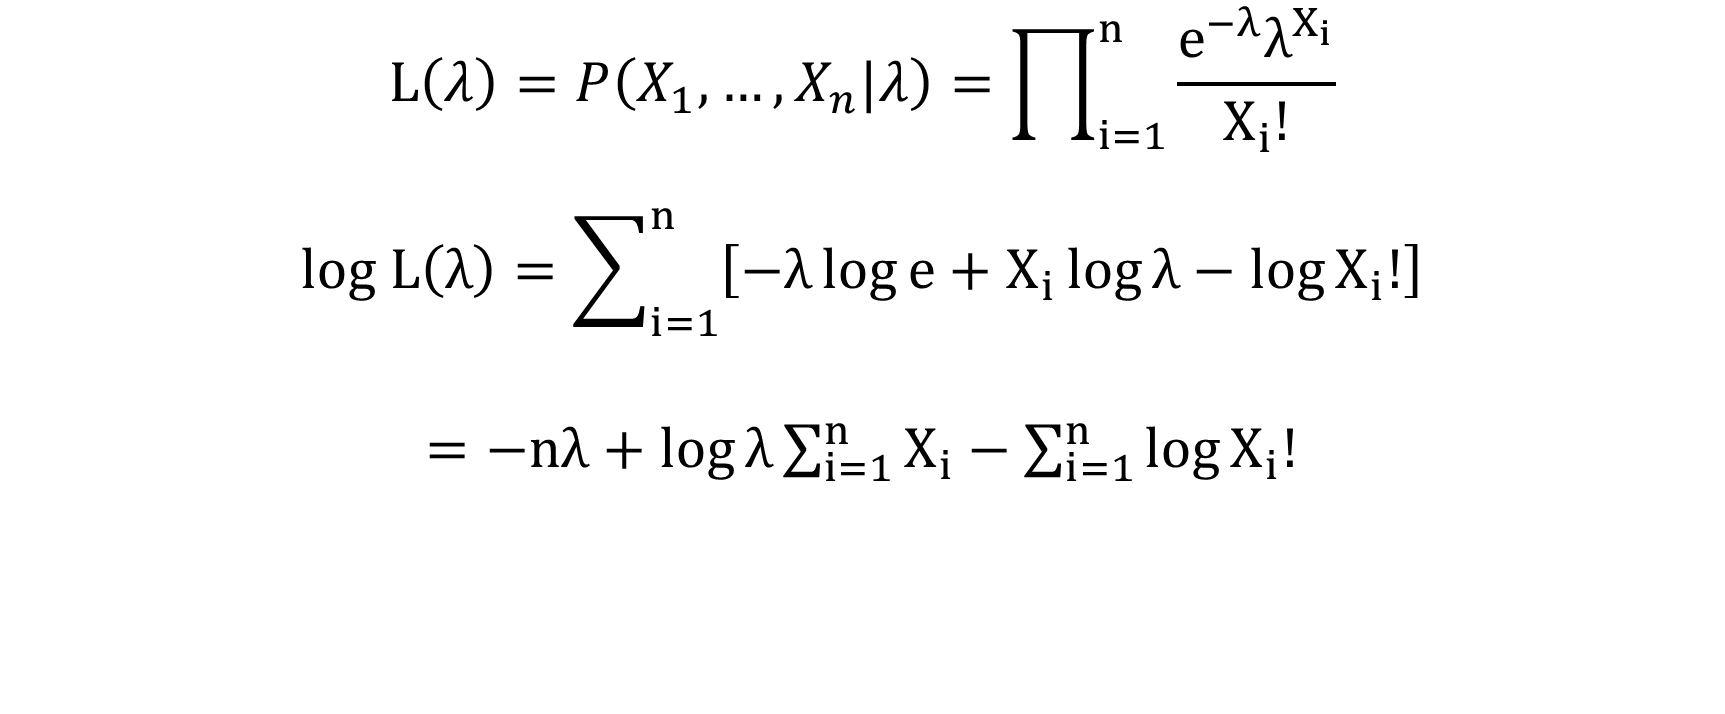 L(λ) = P(X₁, … , Xₙ|λ) = ∏ⁿᵢ₌₁ e^(−λ)λ^(Xᵢ) / Xᵢ!
log L(λ) = ∑ⁿᵢ₌₁ [−λ log e + Xᵢ log λ − log Xᵢ!]
= −nλ + log λ ∑ⁿᵢ₌₁ Xᵢ − ∑ⁿᵢ₌₁ log Xᵢ!